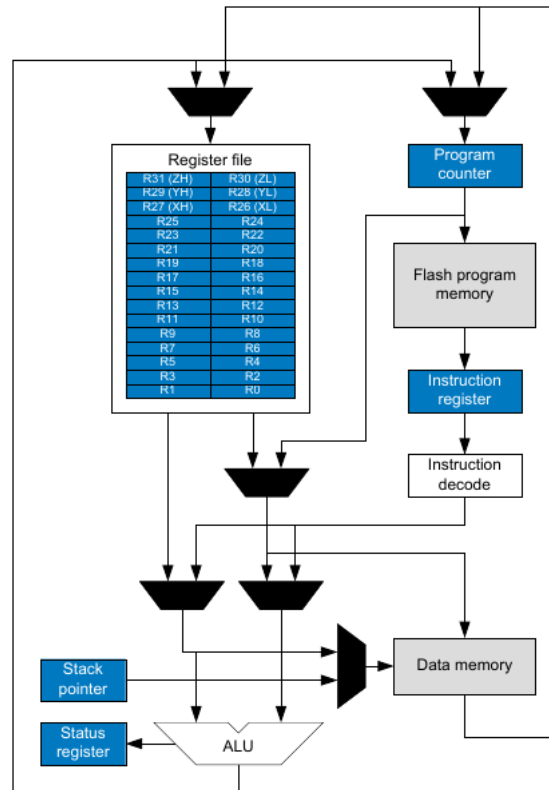 Register file
R31 (ZH) R30 (ZL)
R29 (YH) R28 (YL)
R27 (XH) R26 (XL)
R25 R24
R23 R22
R21 R20
R19 R18
R17 R16
R15 R14
R13 R12
R11 R10
R9 R8
R7 R6
R5 R4
R3 R2
R1 R0
Program
counter
Flash program
memory
Instruction
register
Instruction
decode
Stack
pointer
Data memory
Status
register
ALU